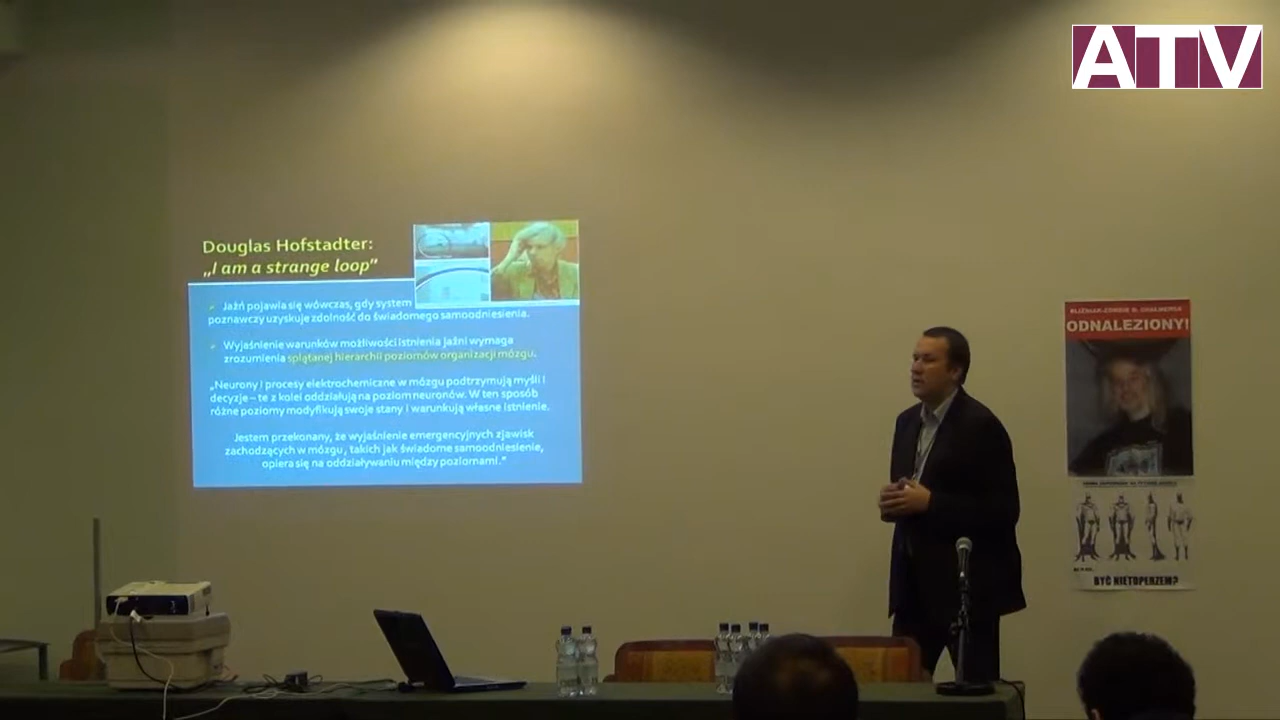 ATV
Douglas Hofstadter:
„I am a strange loop”
Jaźń pojawia się wówczas, gdy system
poznawczy uzyskuje zdolność do świadomego samoodniesienia.
Wyjaśnienie warunków możliwości istnienia jaźni wymaga
zrozumienia splątanej hierarchii poziomów organizacji mózgu.
„Neurony i procesy elektrochemiczne w mózgu podtrzymują myśli i
decyzje – te z kolei oddziałują na poziom neuronów. W ten sposób
różne poziomy modyfikują swoje stany i warunkują własne istnienie.
Jestem przekonany, że wyjaśnienie emergencyjnych zjawisk
zachodzących w mózgu, takich jak świadome samoodniesienie,
opiera się na oddziaływaniu między poziomami.”
ODNALEZIONY!
BYĆ NIETOPERZEM?